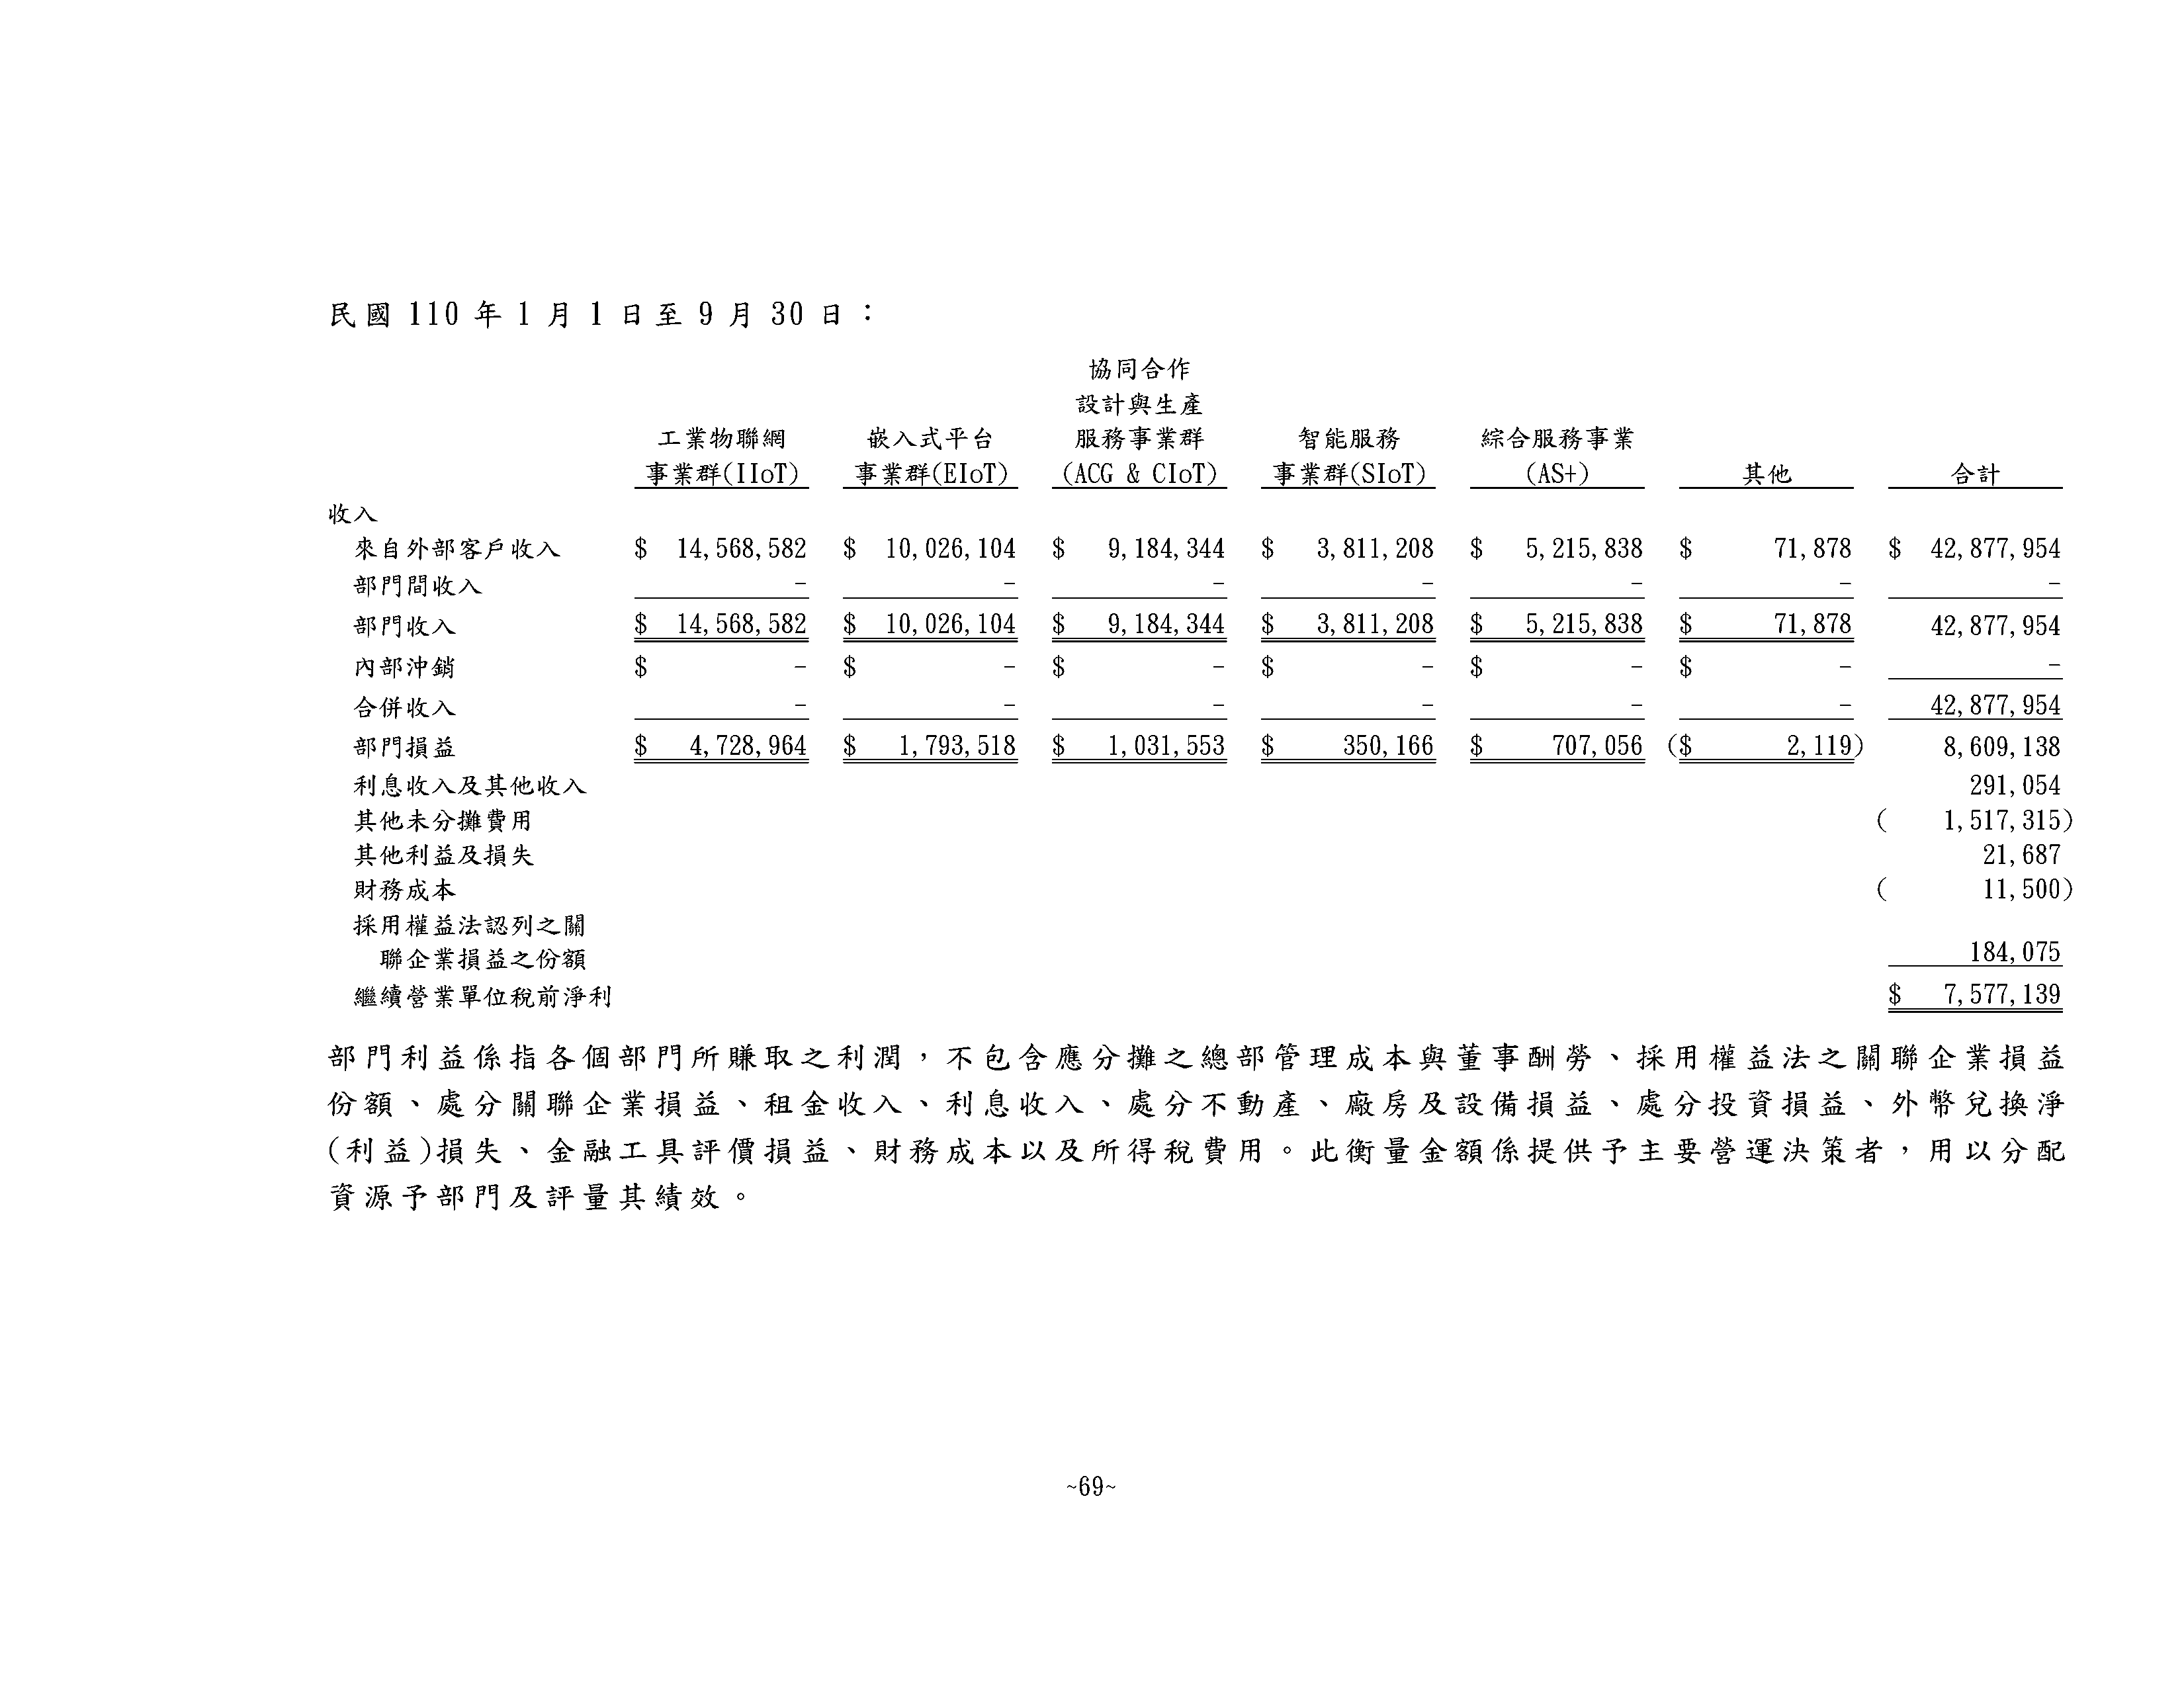 民國 110 年 1 月 1 日至 9 月 30 日：
協同合作
設計與生產
工業物聯網 嵌入式平台 服務事業群 智能服務 綜合服務事業
事業群(IIoT) 事業群(EIoT) (ACG & CIoT) 事業群(SIoT) (AS+) 其他 合計
收入
來自外部客戶收入 $ 14,568,582 $ 10,026,104 $ 9,184,344 $ 3,811,208 $ 5,215,838 $ 71,878 $ 42,877,954
部門間收入 - - - - - - -
部門收入 $ 14,568,582 $ 10,026,104 $ 9,184,344 $ 3,811,208 $ 5,215,838 $ 71,878 42,877,954
內部沖銷 $ - $ - $ - $ - $ - $ - -
合併收入 - - - - - - 42,877,954
部門損益 $ 4,728,964 $ 1,793,518 $ 1,031,553 $ 350,166 $ 707,056 ($ 2,119) 8,609,138
利息收入及其他收入 291,054
其他未分攤費用 ( 1,517,315)
其他利益及損失 21,687
財務成本 ( 11,500)
採用權益法認列之關
聯企業損益之份額 184,075
繼續營業單位稅前淨利 $ 7,577,139
部門利益係指各個部門所賺取之利潤，不包含應分攤之總部管理成本與董事酬勞、採用權益法之關聯企業損益
份額、處分關聯企業損益、租金收入、利息收入、處分不動產、廠房及設備損益、處分投資損益、外幣兌換淨
(利益)損失、金融工具評價損益、財務成本以及所得稅費用。此衡量金額係提供予主要營運決策者，用以分配
資源予部門及評量其績效。
~69~